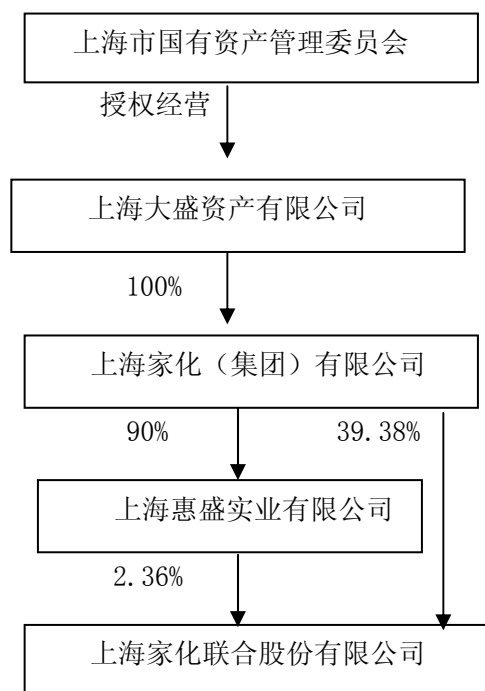 上海市国有资产管理委员会
授权经营
上海大盛资产有限公司
100%
上海家化（集团）有限公司
90% 39.38%
上海惠盛实业有限公司
2.36%
上海家化联合股份有限公司